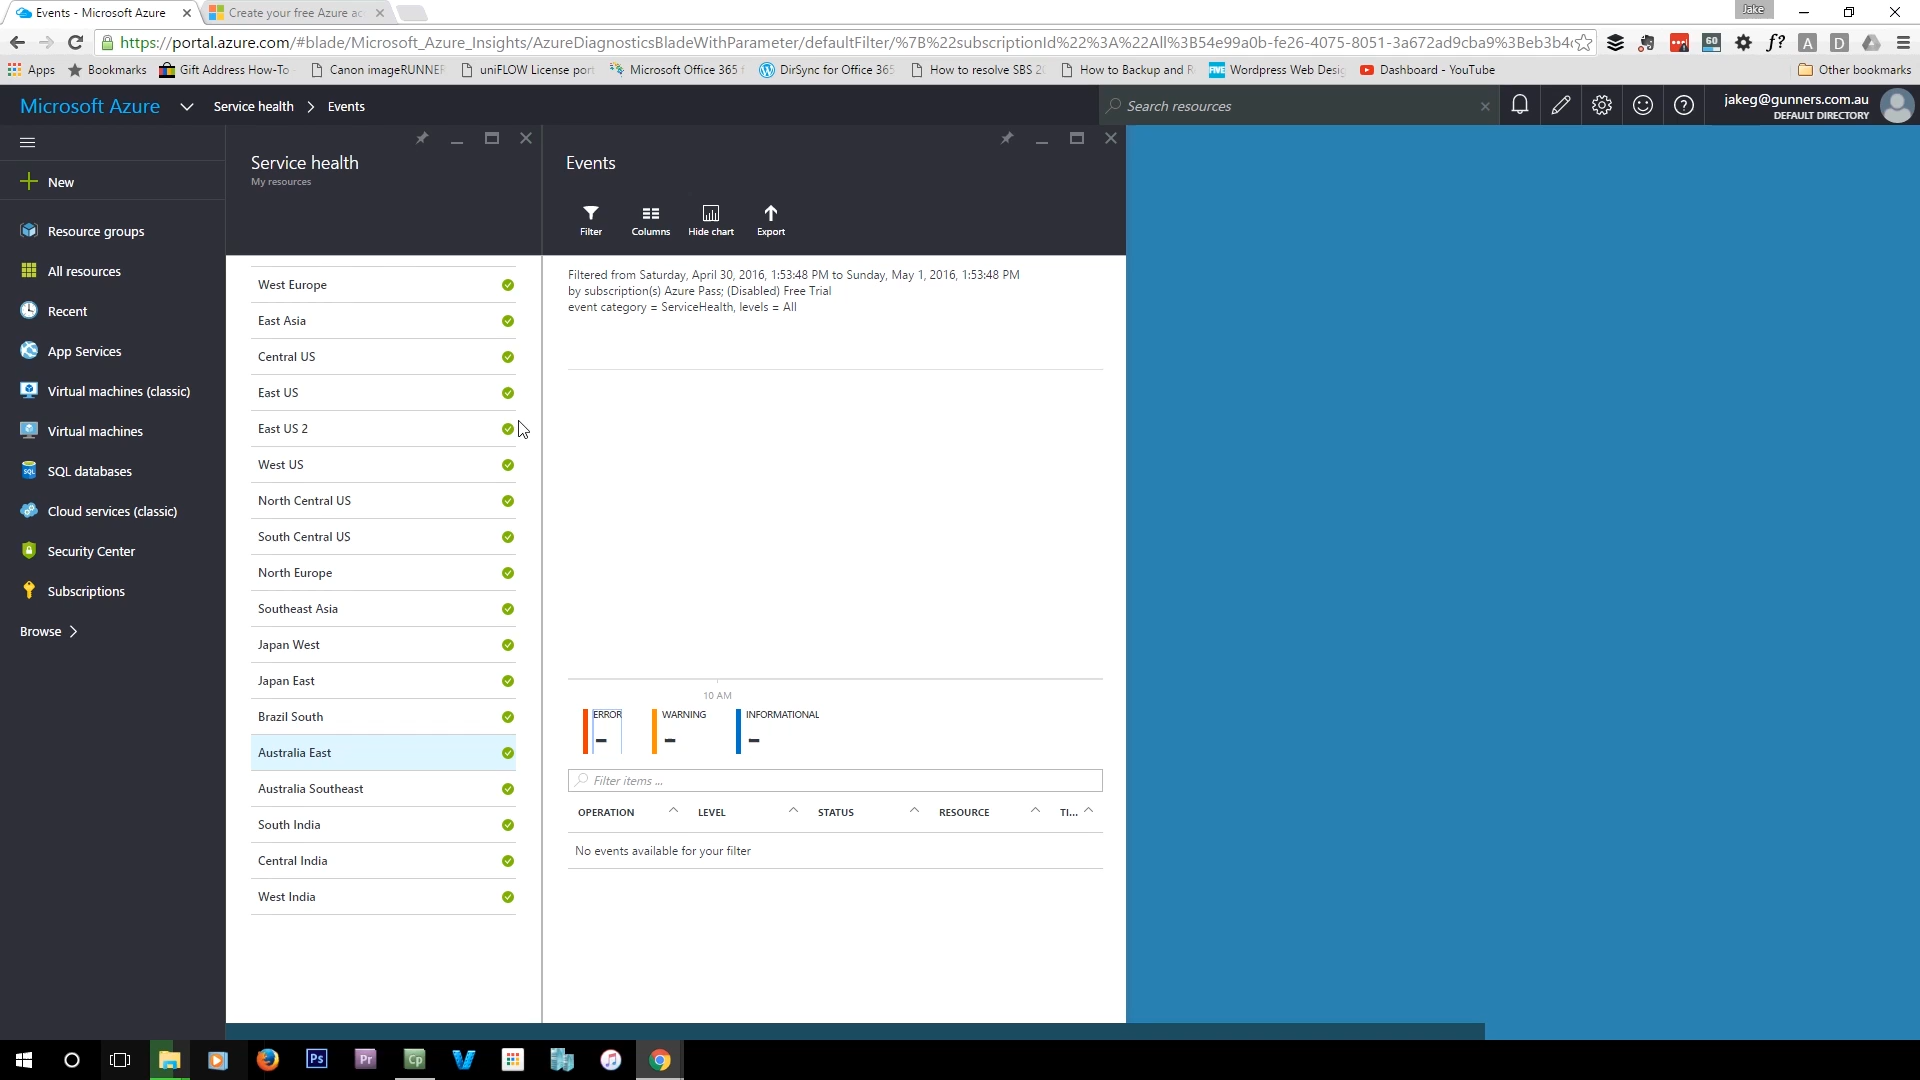 Events - Microsoft Azure
Create your free Azure ac
Jake
https://portal.azure.com/#blade/Microsoft_Azure_Insights/AzureDiagnosticsBladeWithParameter/defaultFilter/%7B%22subscriptionId%22%3A%22All%3B54e99a0b-fe26-4075-8051-3a672ad9cba9%3Beb3b4
Apps
Bookmarks
Gift Address How-To
Canon imageRUNNER
uniFLOW License port
Microsoft Office 365
DirSync for Office 365
How to resolve SBS 20
How to Backup and R
FIVE
Wordpress Web Desig
Dashboard - YouTube
Other bookmarks
60
f?
A
D
Microsoft Azure
Service health > Events
Search resources
jakeg@gunners.com.au
DEFAULT DIRECTORY
New
Resource groups
All resources
Recent
App Services
Virtual machines (classic)
Virtual machines
SQL databases
Cloud services (classic)
Security Center
Subscriptions
Browse >
Service health
My resources
West Europe
East Asia
Central US
East US
East US 2
West US
North Central US
South Central US
North Europe
Southeast Asia
Japan West
Japan East
Brazil South
Australia East
Australia Southeast
South India
Central India
West India
Events
Filter
Columns
Hide chart
Export
Filtered from Saturday, April 30, 2016, 1:53:48 PM to Sunday, May 1, 2016, 1:53:48 PM
by subscription(s) Azure Pass; (Disabled) Free Trial
event category = ServiceHealth, levels = All
10 AM
ERROR
–
WARNING
–
INFORMATIONAL
–
Filter items ...
OPERATION
LEVEL
STATUS
RESOURCE
TI...
No events available for your filter
Ps
Pr
Cp